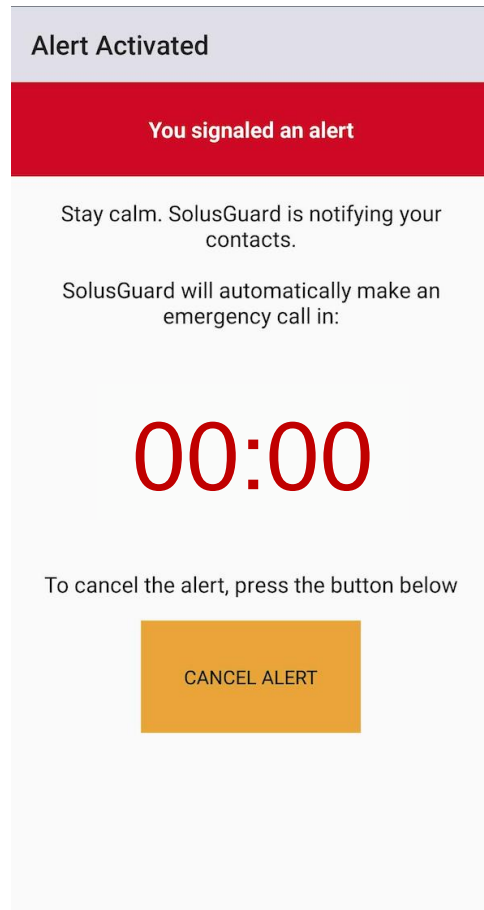 Alert Activated
You signaled an alert
Stay calm. SolusGuard is notifying your
contacts.
SolusGuard will automatically make an
emergency call in:
00:00
To cancel the alert, press the button below
CANCEL ALERT